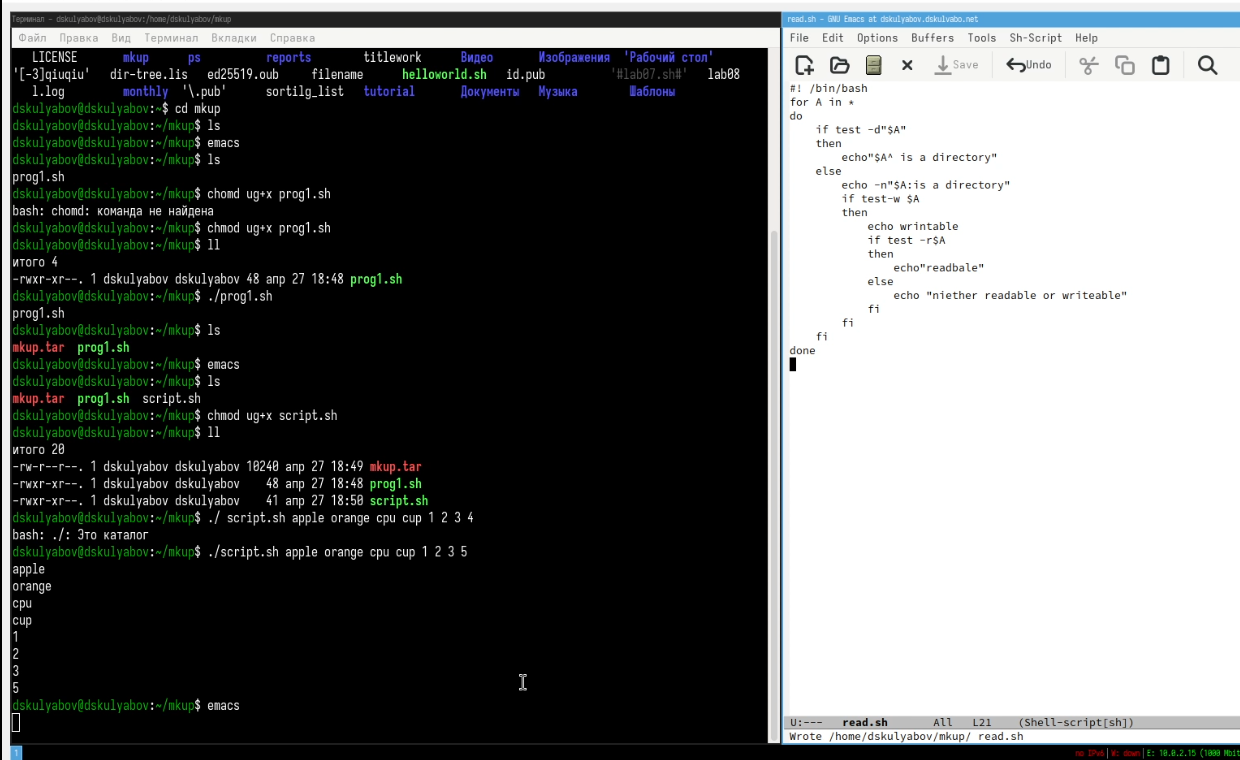 Терминал - dskulyabov@dskulyabov:/home/dskulyabov/mkup
Файл Правка Вид Терминал Вкладки Справка
LICENSE mkup ps reports titlework Видео Изображения 'Рабочий стол'
'[-3]qiuqiu' dir-tree.lis ed25519.oub filename helloworld.sh id.pub '#lab07.sh#' lab08
l.log monthly '\.pub' sortilg_list tutorial Документы Музыка Шаблоны
dskulyabov@dskulyabov:~$ cd mkup
dskulyabov@dskulyabov:~/mkup$ ls
dskulyabov@dskulyabov:~/mkup$ emacs
dskulyabov@dskulyabov:~/mkup$ ls
prog1.sh
dskulyabov@dskulyabov:~/mkup$ chomd ug+x prog1.sh
bash: chomd: команда не найдена
dskulyabov@dskulyabov:~/mkup$ chmod ug+x prog1.sh
dskulyabov@dskulyabov:~/mkup$ ll
итого 4
-rwxr-xr--. 1 dskulyabov dskulyabov 48 апр 27 18:48 prog1.sh
dskulyabov@dskulyabov:~/mkup$ ./prog1.sh
prog1.sh
dskulyabov@dskulyabov:~/mkup$ ls
mkup.tar prog1.sh
dskulyabov@dskulyabov:~/mkup$ emacs
dskulyabov@dskulyabov:~/mkup$ ls
mkup.tar prog1.sh script.sh
dskulyabov@dskulyabov:~/mkup$ chmod ug+x script.sh
dskulyabov@dskulyabov:~/mkup$ ll
итого 20
-rw-r--r--. 1 dskulyabov dskulyabov 10240 апр 27 18:49 mkup.tar
-rwxr-xr--. 1 dskulyabov dskulyabov 48 апр 27 18:48 prog1.sh
-rwxr-xr--. 1 dskulyabov dskulyabov 41 апр 27 18:50 script.sh
dskulyabov@dskulyabov:~/mkup$ ./ script.sh apple orange cpu cup 1 2 3 4
bash: ./: Это каталог
dskulyabov@dskulyabov:~/mkup$ ./script.sh apple orange cpu cup 1 2 3 5
apple
orange
cpu
cup
1
2
3
5
dskulyabov@dskulyabov:~/mkup$ emacs
read.sh - GNU Emacs at dskulyabov.dskulvabo.net
File Edit Options Buffers Tools Sh-Script Help
Save Undo
#! /bin/bash
for A in *
do
if test -d"$A"
then
echo"$A^ is a directory"
else
echo -n"$A:is a directory"
if test-w $A
then
echo wrintable
if test -r$A
then
echo"readbale"
else
echo "niether readable or writeable"
fi
fi
fi
done
U:--- read.sh All L21 (Shell-script[sh])
Wrote /home/dskulyabov/mkup/ read.sh
1
no IPv6 | W: down | E: 10.0.2.15 (1000 Mbit